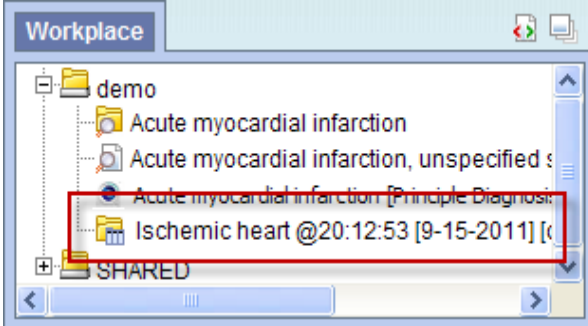 Workplace
demo
Acute myocardial infarction
Acute myocardial infarction, unspecified s
Acute myocardial infarction [Principle Diagnosis
Ischemic heart @20:12:53 [9-15-2011] [
SHARED